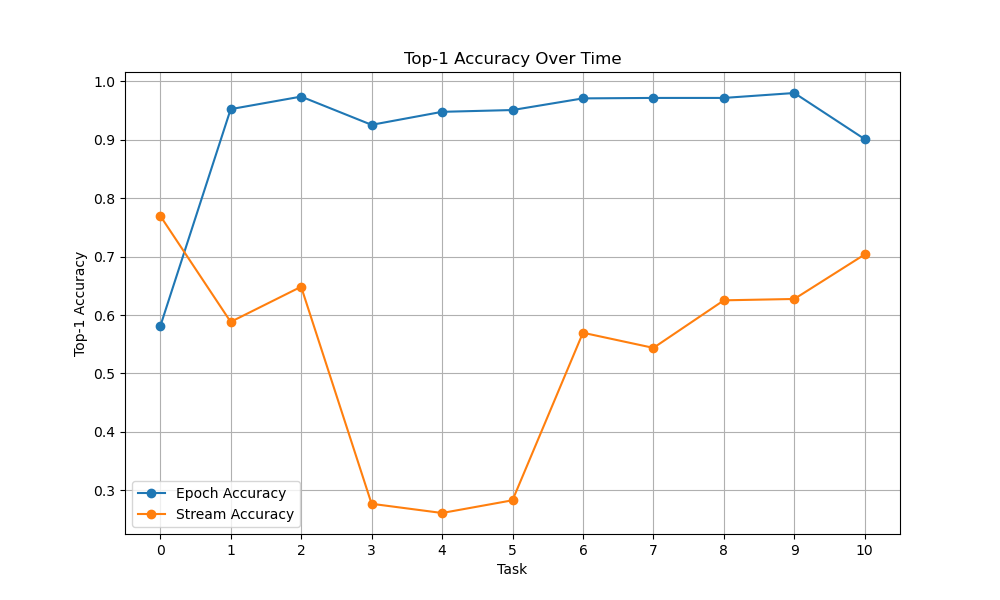 Top-1 Accuracy Over Time
Top-1 Accuracy
1.0
0.9
0.8
0.7
0.6
0.5
0.4
0.3
Epoch Accuracy
Stream Accuracy
0 1 2 3 4 5 6 7 8 9 10
Task